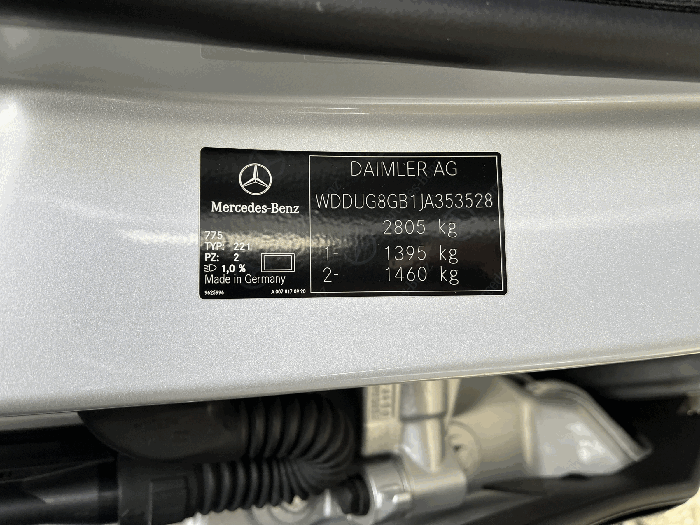 DAIMLER AG
WDDUG8GB1JA353528
2805 kg
1- 1395 kg
2- 1460 kg
Mercedes-Benz
775
TYP: 221
PZ: 2
1,0 %
Made in Germany